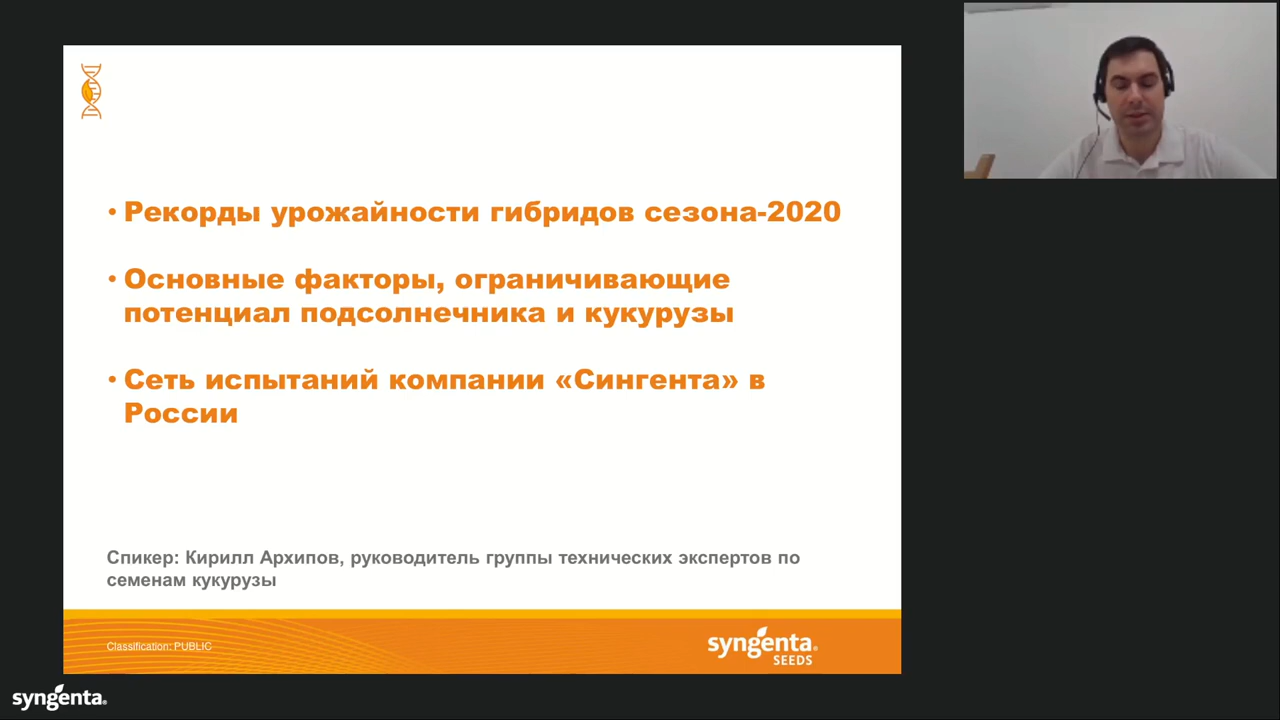 • Рекорды урожайности гибридов сезона-2020
• Основные факторы, ограничивающие
потенциал подсолнечника и кукурузы
• Сеть испытаний компании «Сингента» в
России
Спикер: Кирилл Архипов, руководитель группы технических экспертов по
семенам кукурузы
Classification: PUBLIC
syngenta®
SEEDS
syngenta®